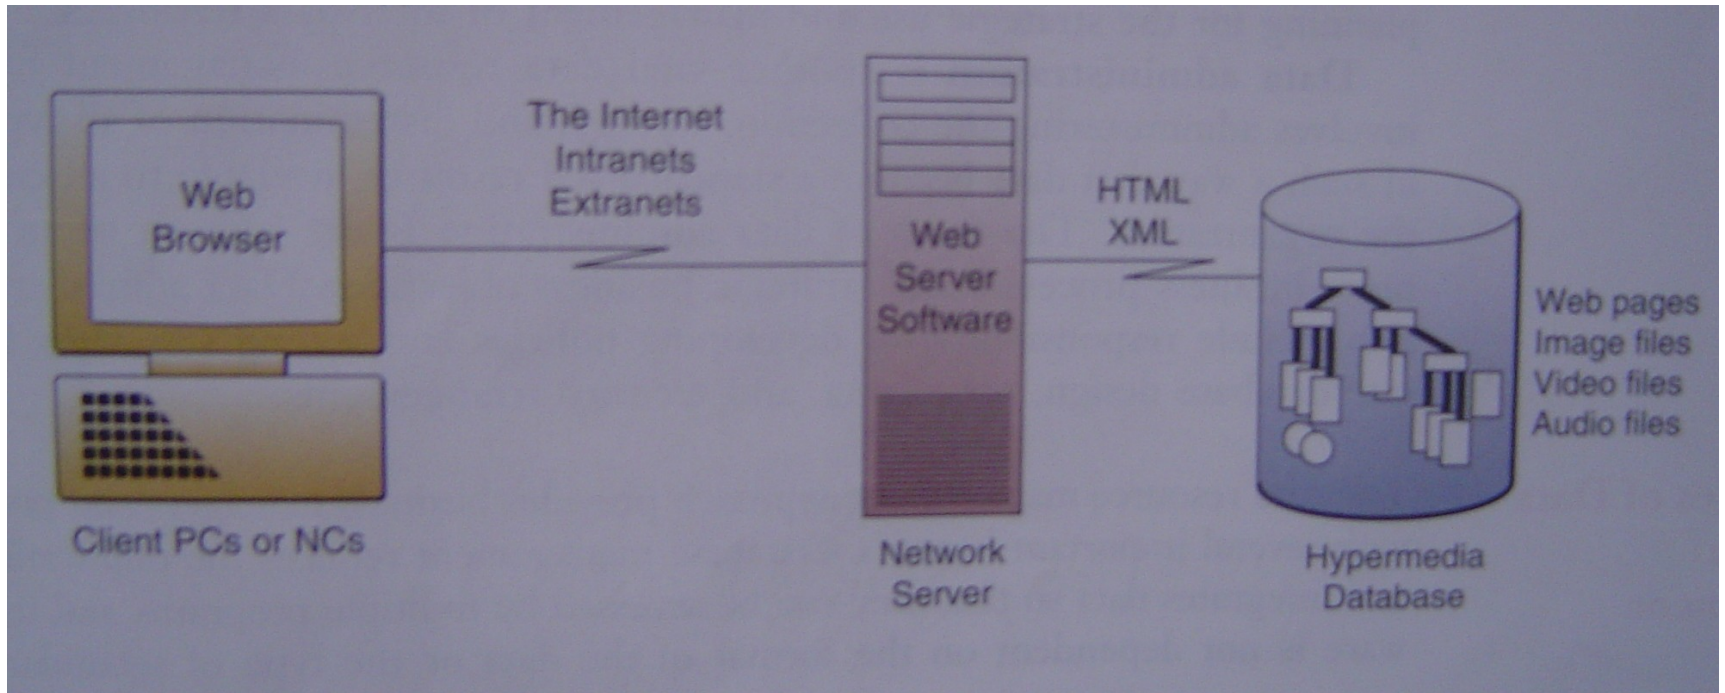 Web
Browser
Client PCs or NCs
The Internet
Intranets
Extranets
Web
Server
Software
Network
Server
HTML
XML
Web pages
Image files
Video files
Audio files
Hypermedia
Database